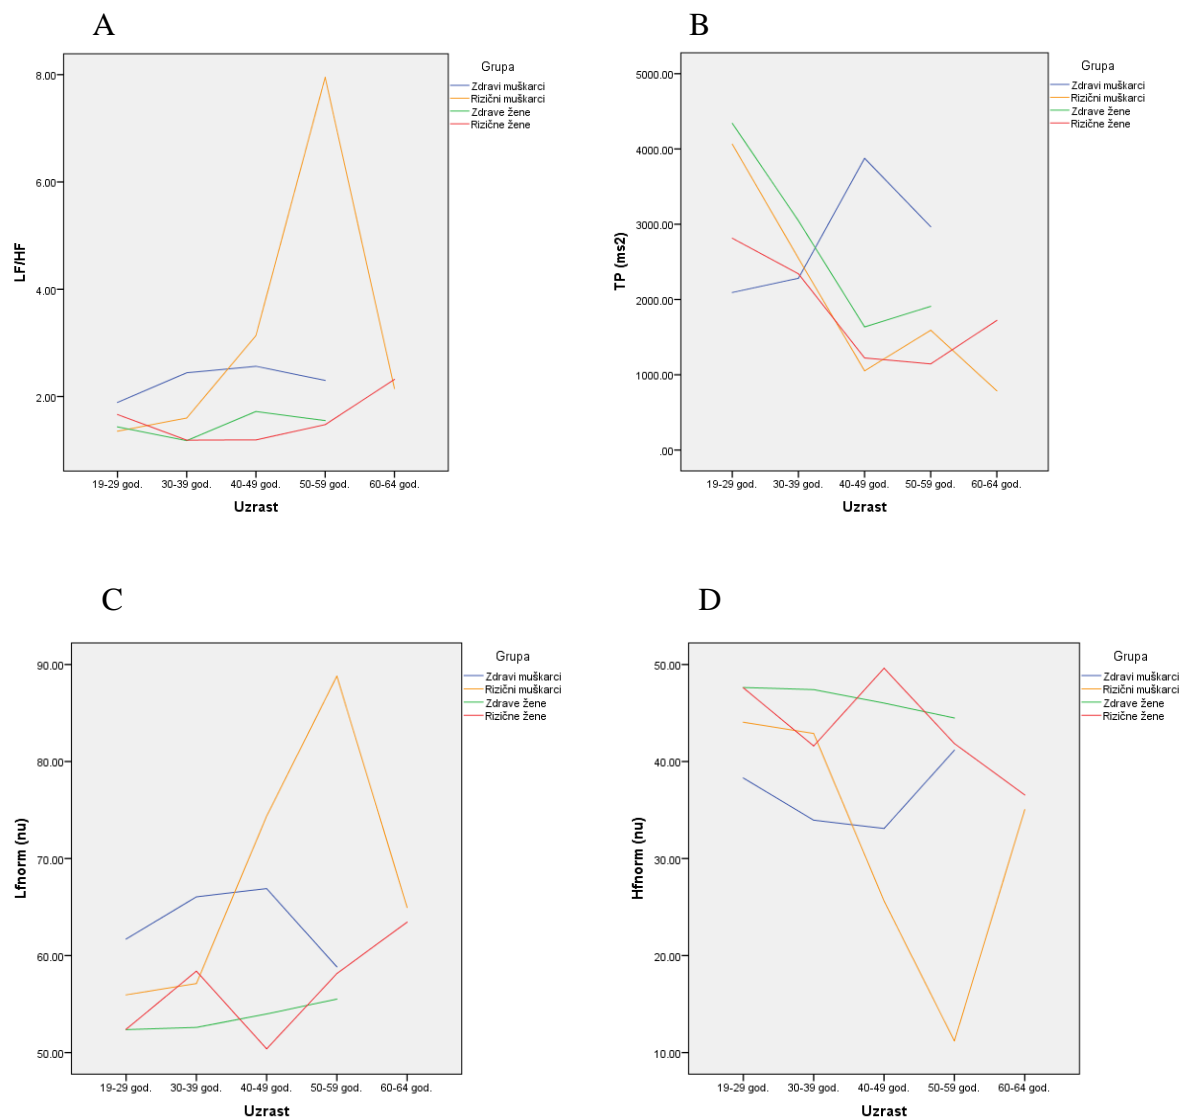 A
8.00
6.00
4.00
2.00
LF/HF
19-29 god. 30-39 god. 40-49 god. 50-59 god. 60-64 god.
Uzrast
Grupa
Zdravi muškarci
Rizični muškarci
Zdrave žene
Rizične žene
B
5000.00
4000.00
3000.00
2000.00
1000.00
.00
TP (ms2)
19-29 god. 30-39 god. 40-49 god. 50-59 god. 60-64 god.
Uzrast
Grupa
Zdravi muškarci
Rizični muškarci
Zdrave žene
Rizične žene
C
90.00
80.00
70.00
60.00
50.00
Lfnorm (nu)
19-29 god. 30-39 god. 40-49 god. 50-59 god. 60-64 god.
Uzrast
Grupa
Zdravi muškarci
Rizični muškarci
Zdrave žene
Rizične žene
D
50.00
40.00
30.00
20.00
10.00
Hfnorm (nu)
19-29 god. 30-39 god. 40-49 god. 50-59 god. 60-64 god.
Uzrast
Grupa
Zdravi muškarci
Rizični muškarci
Zdrave žene
Rizične žene